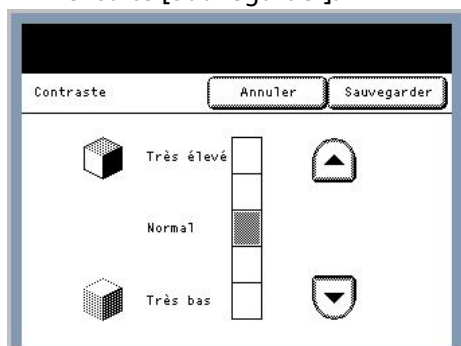 Contraste
Annuler
Sauvegarder
Très élevé
Normal
Très bas